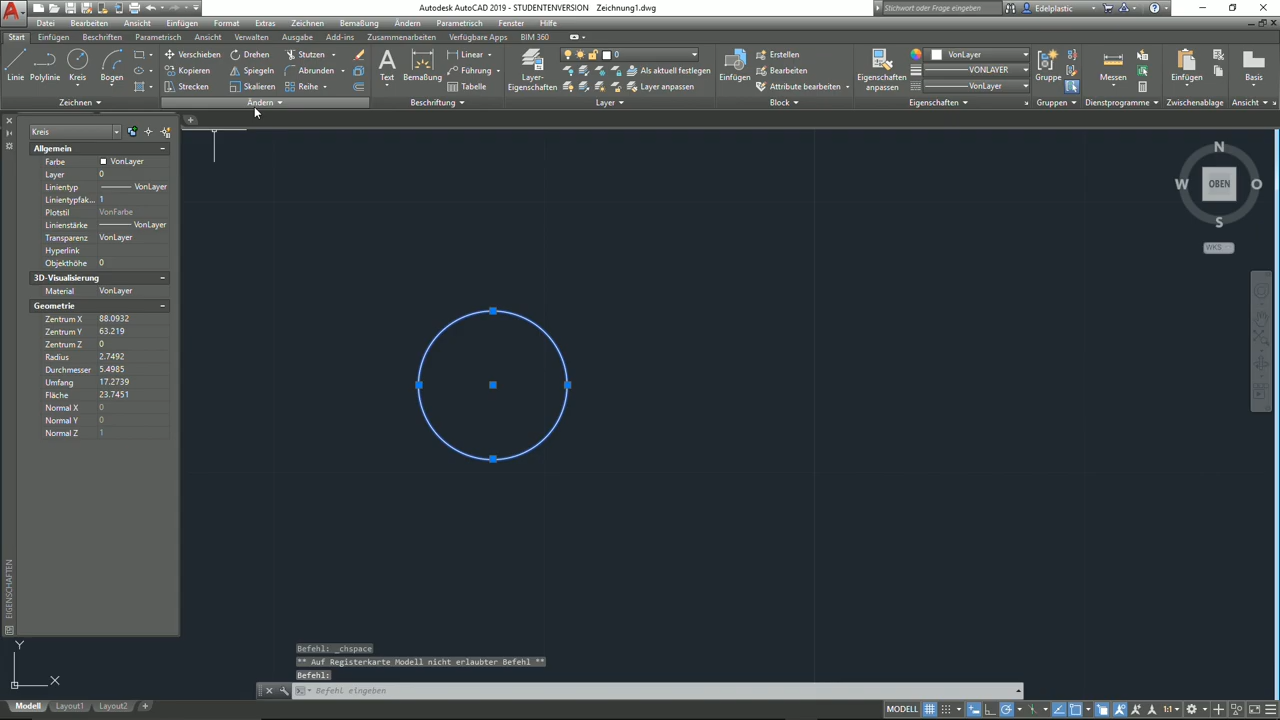 Autodesk AutoCAD 2019 - STUDENTENVERSION Zeichnung1.dwg
Stichwort oder Frage eingeben
Edelplastic
Datei Bearbeiten Ansicht Einfügen Format Extras Zeichnen Bemaßung Ändern Parametrisch Fenster Hilfe
Start Einfügen Beschriften Parametrisch Ansicht Verwalten Ausgabe Add-ins Zusammenarbeiten Verfügbare Apps BIM 360
Linie Polylinie Kreis Bogen
Verschieben Drehen Stutzen
Kopieren Spiegeln Abrunden
Strecken Skalieren Reihe
Text Bemaßung
Linear
Führung
Tabelle
Layer-
Eigenschaften
0
Als aktuell festlegen
Layer anpassen
Einfügen
Erstellen
Bearbeiten
Attribute bearbeiten
Eigenschaften
anpassen
VonLayer
VONLAYER
VonLayer
Gruppe
Messen
Einfügen
Basis
Zeichnen Ändern Beschriftung Layer Block Eigenschaften Gruppen Dienstprogramme Zwischenablage Ansicht
Kreis
Allgemein
Farbe VonLayer
Layer 0
Linientyp VonLayer
Linientypfak... 1
Plotstil VonFarbe
Linienstärke VonLayer
Transparenz VonLayer
Hyperlink
Objekthöhe 0
3D-Visualisierung
Material VonLayer
Geometrie
Zentrum X 88.0932
Zentrum Y 63.219
Zentrum Z 0
Radius 2.7492
Durchmesser 5.4985
Umfang 17.2739
Fläche 23.7451
Normal X 0
Normal Y 0
Normal Z 1
EIGENSCHAFTEN
N
W OBEN O
S
WKS
Y
X
Befehl: _chspace
** Auf Registerkarte Modell nicht erlaubter Befehl **
Befehl:
Befehl eingeben
Modell Layout1 Layout2 +
MODELL 1:1